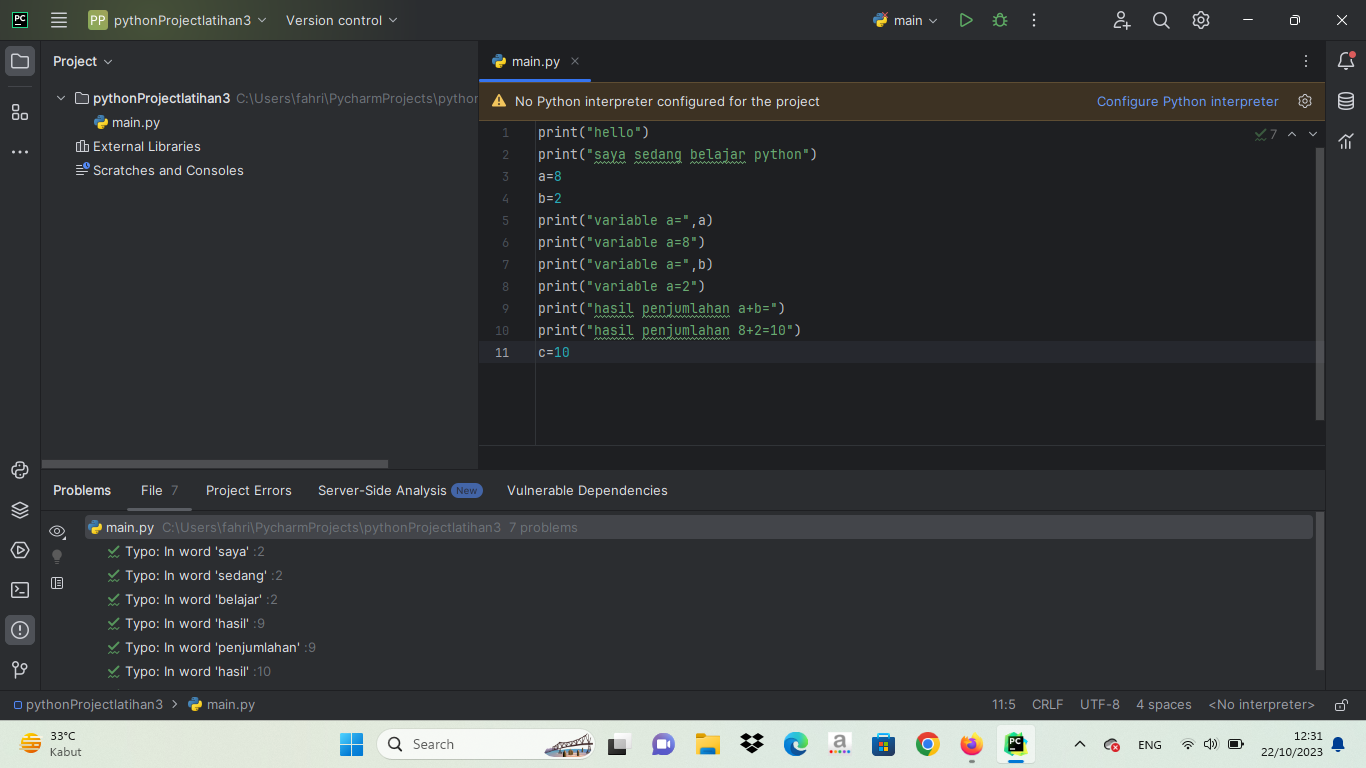 PC PP pythonProjectlatihan3 Version control main
Project
main.py
pythonProjectlatihan3 C:\Users\fahri\PycharmProjects\python
main.py
External Libraries
Scratches and Consoles
No Python interpreter configured for the project Configure Python interpreter
7
1 print("hello")
2 print("saya sedang belajar python")
3 a=8
4 b=2
5 print("variable a=",a)
6 print("variable a=8")
7 print("variable a=",b)
8 print("variable a=2")
9 print("hasil penjumlahan a+b=")
10 print("hasil penjumlahan 8+2=10")
11 c=10
Problems File 7 Project Errors Server-Side Analysis New Vulnerable Dependencies
main.py C:\Users\fahri\PycharmProjects\pythonProjectlatihan3 7 problems
Typo: In word 'saya' :2
Typo: In word 'sedang' :2
Typo: In word 'belajar' :2
Typo: In word 'hasil' :9
Typo: In word 'penjumlahan' :9
Typo: In word 'hasil' :10
pythonProjectlatihan3 > main.py 11:5 CRLF UTF-8 4 spaces <No interpreter>
33°C
Kabut
Search
a
PC
ENG
12:31
22/10/2023